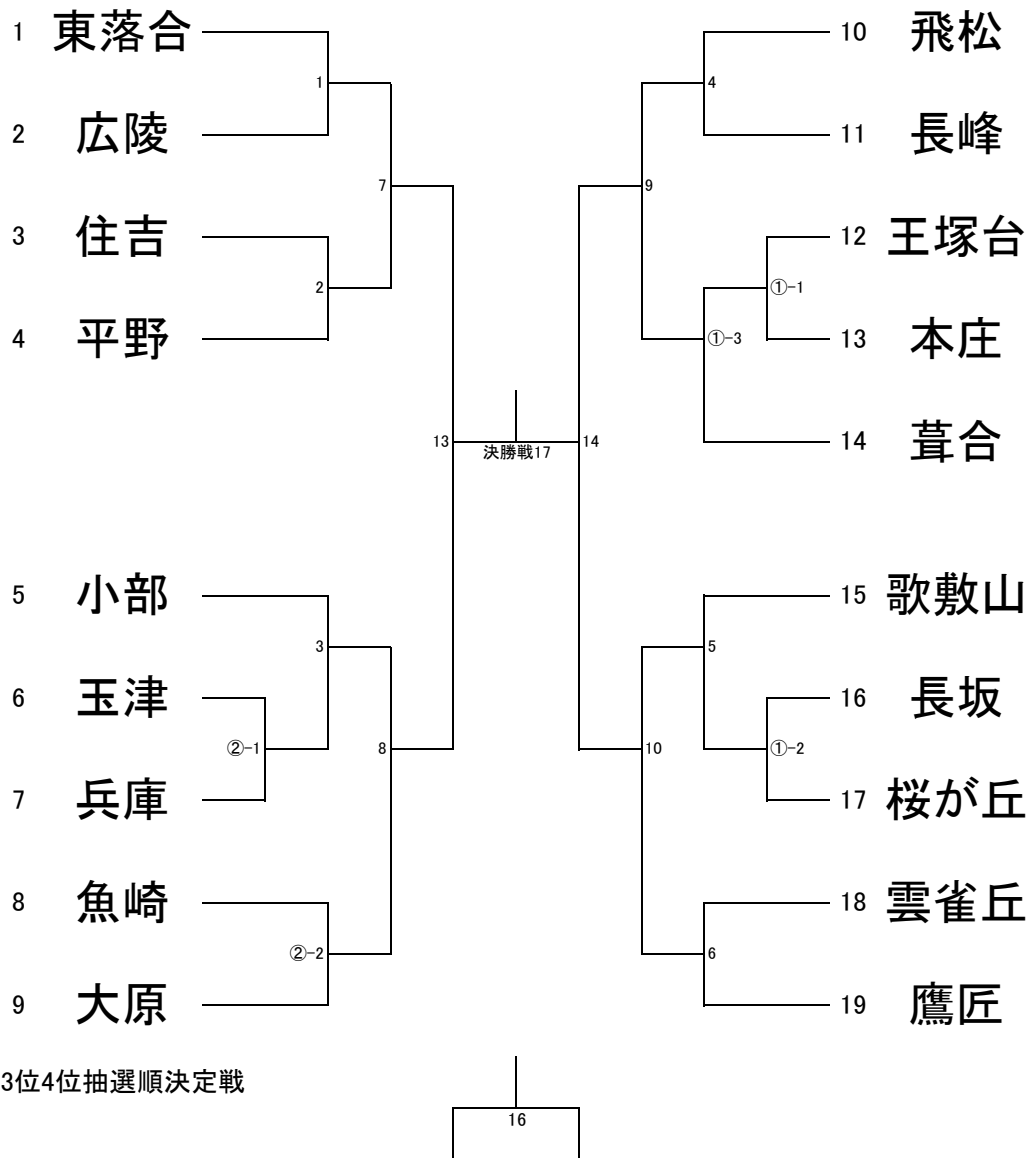 1 東落合
2 広陵
3 住吉
4 平野
5 小部
6 玉津
7 兵庫
8 魚崎
9 大原
1
2
7
3
②-1
②-2
8
13
決勝戦17
14
9
4
①-1
①-3
10
5
①-2
6
10 飛松
11 長峰
12 王塚台
13 本庄
14 葺合
15 歌敷山
16 長坂
17 桜が丘
18 雲雀丘
19 鷹匠
3位4位抽選順決定戦
16